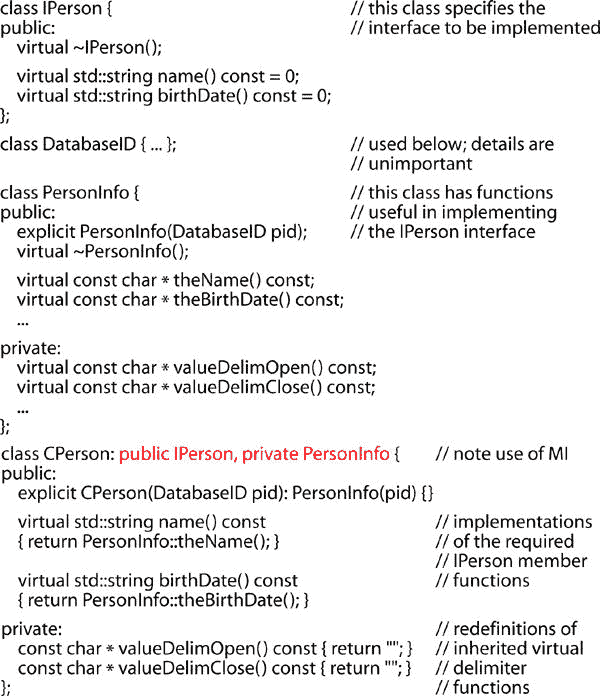 class IPerson { // this class specifies the
public: // interface to be implemented
virtual ~IPerson();
virtual std::string name() const = 0;
virtual std::string birthDate() const = 0;
};
class DatabaseID { ... }; // used below; details are
// unimportant
class PersonInfo { // this class has functions
public: // useful in implementing
explicit PersonInfo(DatabaseID pid); // the IPerson interface
virtual ~PersonInfo();
virtual const char * theName() const;
virtual const char * theBirthDate() const;
...
private:
virtual const char * valueDelimOpen() const;
virtual const char * valueDelimClose() const;
...
};
class CPerson: public IPerson, private PersonInfo { // note use of MI
public:
explicit CPerson(DatabaseID pid): PersonInfo(pid) {}
virtual std::string name() const // implementations
{ return PersonInfo::theName(); } // of the required
// IPerson member
virtual std::string birthDate() const // functions
{ return PersonInfo::theBirthDate(); }
private: // redefinitions of
const char * valueDelimOpen() const { return ""; } // inherited virtual
const char * valueDelimClose() const { return ""; } // delimiter
}; // functions